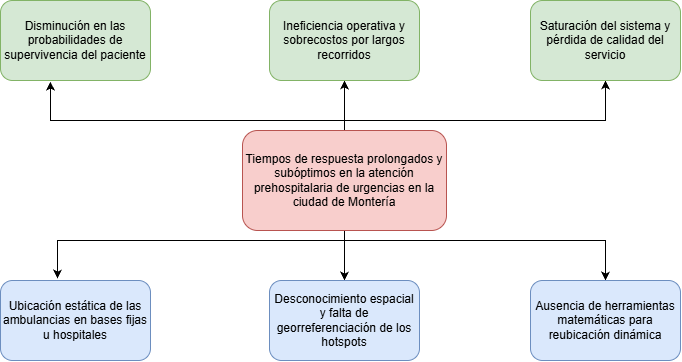 Disminución en las
probabilidades de
supervivencia del paciente
Ineficiencia operativa y
sobrecostos por largos
recorridos
Saturación del sistema y
pérdida de calidad del
servicio
Tiempos de respuesta prolongados y
subóptimos en la atención
prehospitalaria de urgencias en la
ciudad de Montería
Ubicación estática de las
ambulancias en bases fijas
u hospitales
Desconocimiento espacial
y falta de
georreferenciación de los
hotspots
Ausencia de herramientas
matemáticas para
reubicación dinámica